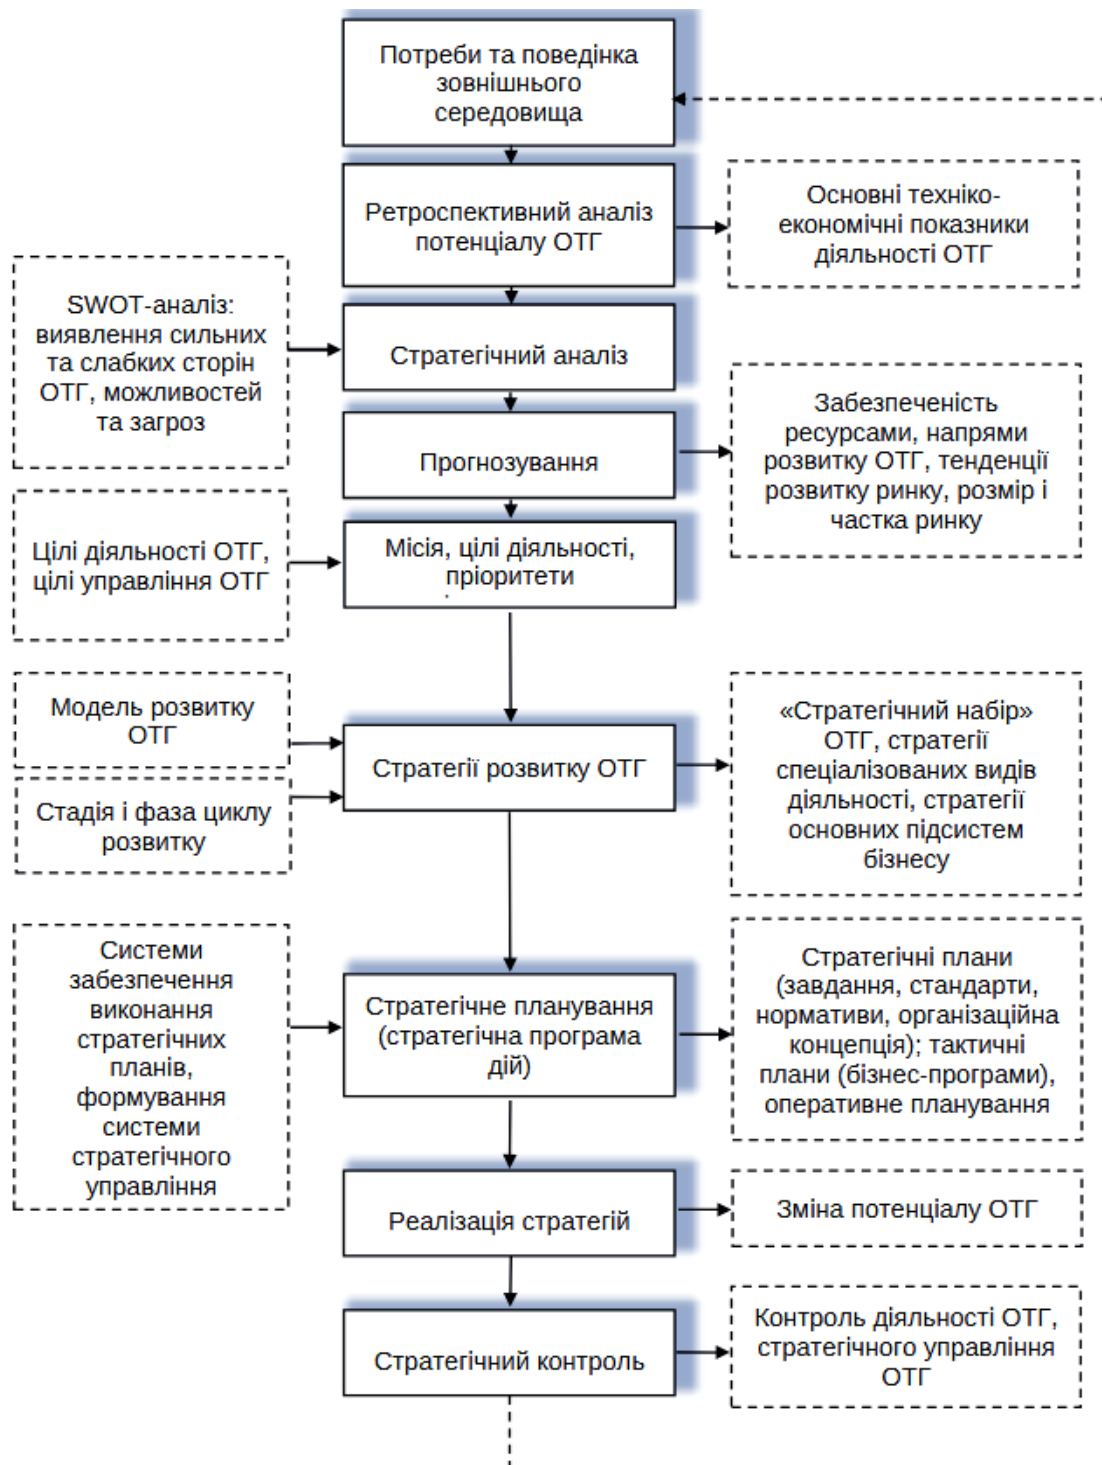 Потреби та поведінка
зовнішнього
середовища
Ретроспективний аналіз
потенціалу ОТГ
Основні техніко-
економічні показники
діяльності ОТГ
SWOT-аналіз:
виявлення сильних
та слабких сторін
ОТГ, можливостей
та загроз
Стратегічний аналіз
Прогнозування
Забезпеченість
ресурсами, напрями
розвитку ОТГ, тенденції
розвитку ринку, розмір і
частка ринку
Цілі діяльності ОТГ,
цілі управління ОТГ
Місія, цілі діяльності,
пріоритети
Модель розвитку
ОТГ
Стадія і фаза циклу
розвитку
Стратегії розвитку ОТГ
«Стратегічний набір»
ОТГ, стратегії
спеціалізованих видів
діяльності, стратегії
основних підсистем
бізнесу
Системи
забезпечення
виконання
стратегічних
планів,
формування
системи
стратегічного
управління
Стратегічне планування
(стратегічна програма
дій)
Стратегічні плани
(завдання, стандарти,
нормативи, організаційна
концепція); тактичні
плани (бізнес-програми),
оперативне планування
Реалізація стратегій
Зміна потенціалу ОТГ
Стратегічний контроль
Контроль діяльності ОТГ,
стратегічного управління
ОТГ